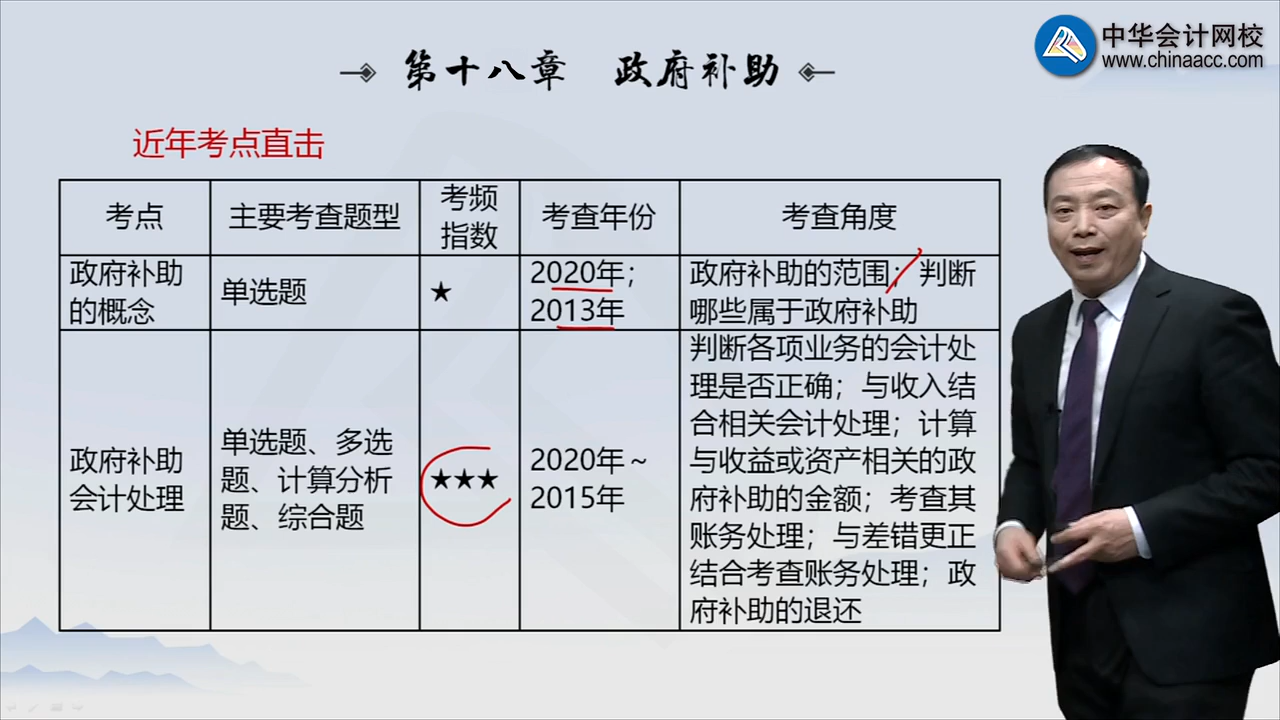 中华会计网校
www.chinaacc.com
第十八章 政府补助
近年考点直击
考点
主要考查题型
考频
指数
考查年份
考查角度
政府补助
的概念
单选题
★
2020年；
2013年
政府补助的范围；判断
哪些属于政府补助
政府补助
会计处理
单选题、多选
题、计算分析
题、综合题
★★★
2020年～
2015年
判断各项业务的会计处
理是否正确；与收入结
合相关会计处理；计算
与收益或资产相关的政
府补助的金额；考查其
账务处理；与差错更正
结合考查账务处理；政
府补助的退还